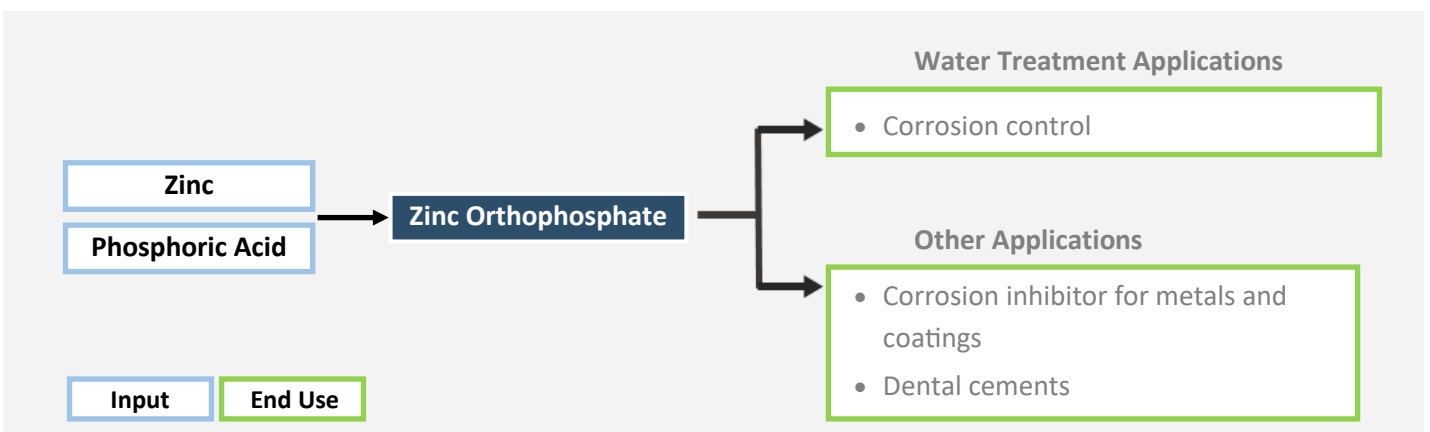 Zinc
Phosphoric Acid
Zinc Orthophosphate
Water Treatment Applications
• Corrosion control
Other Applications
• Corrosion inhibitor for metals and
coatings
• Dental cements
Input
End Use